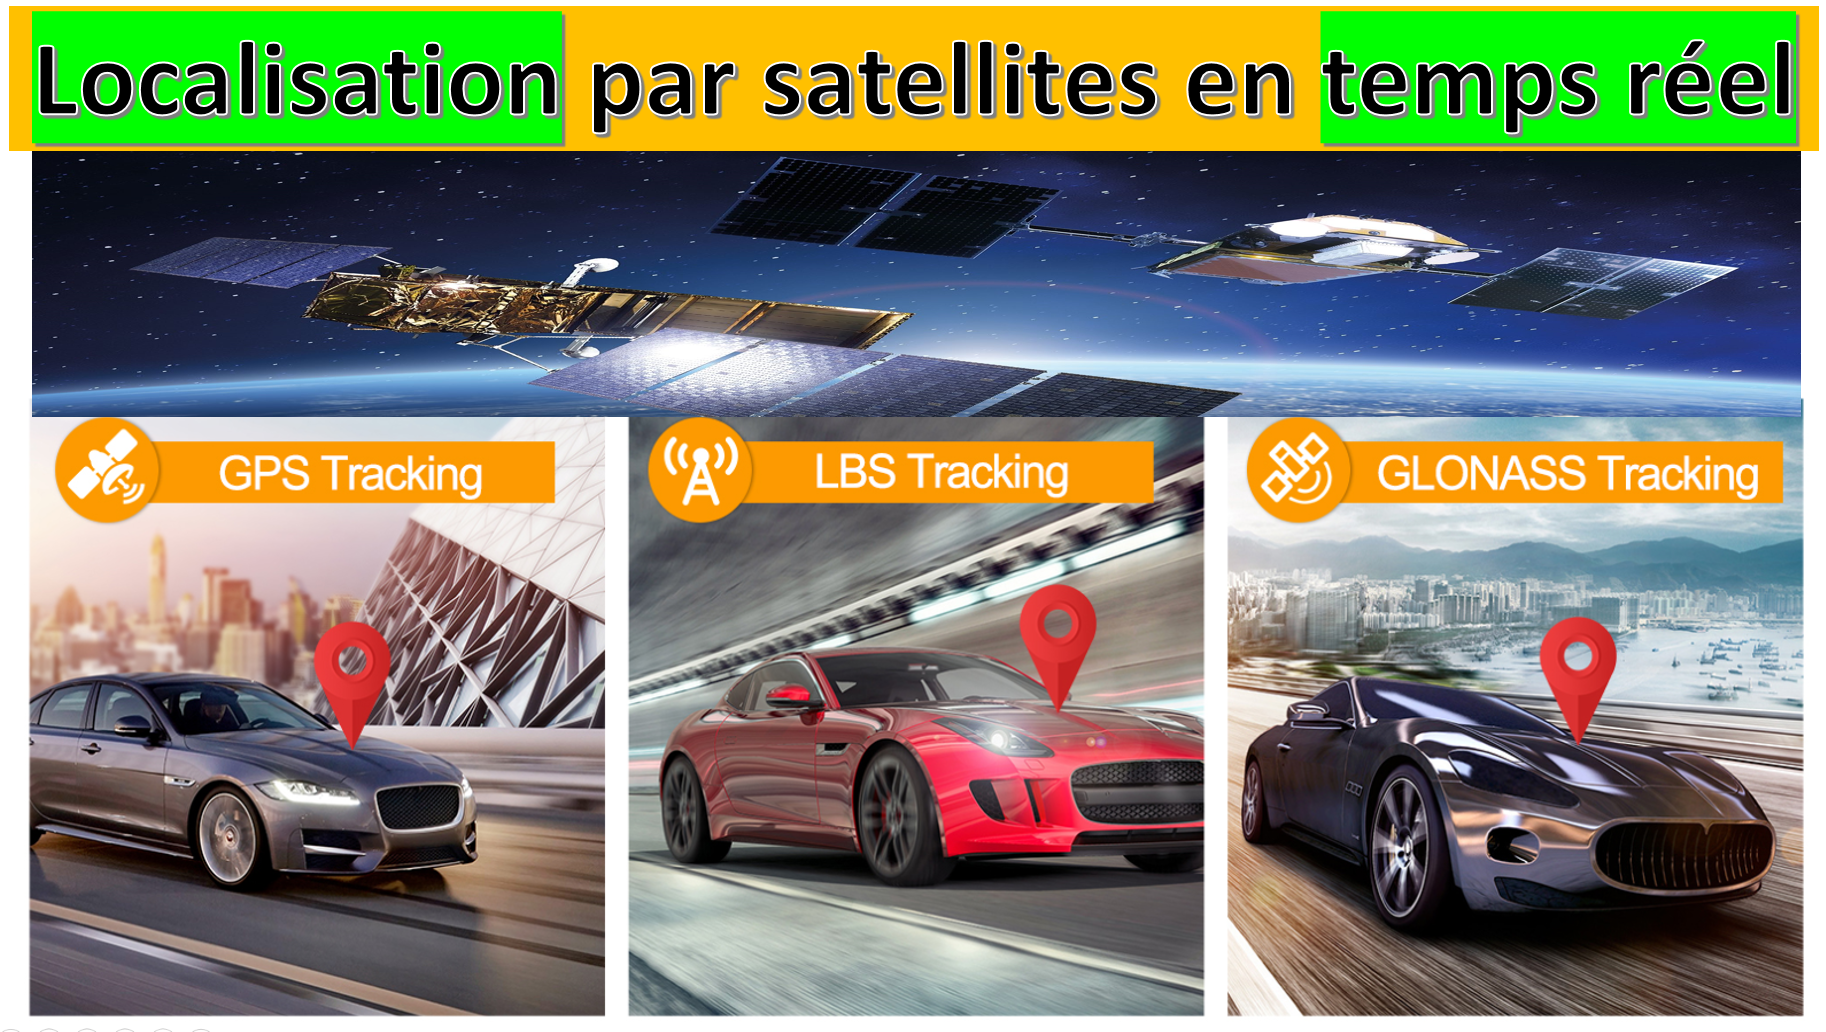 Localisation par satellites en temps réel
GPS Tracking
LBS Tracking
GLONASS Tracking